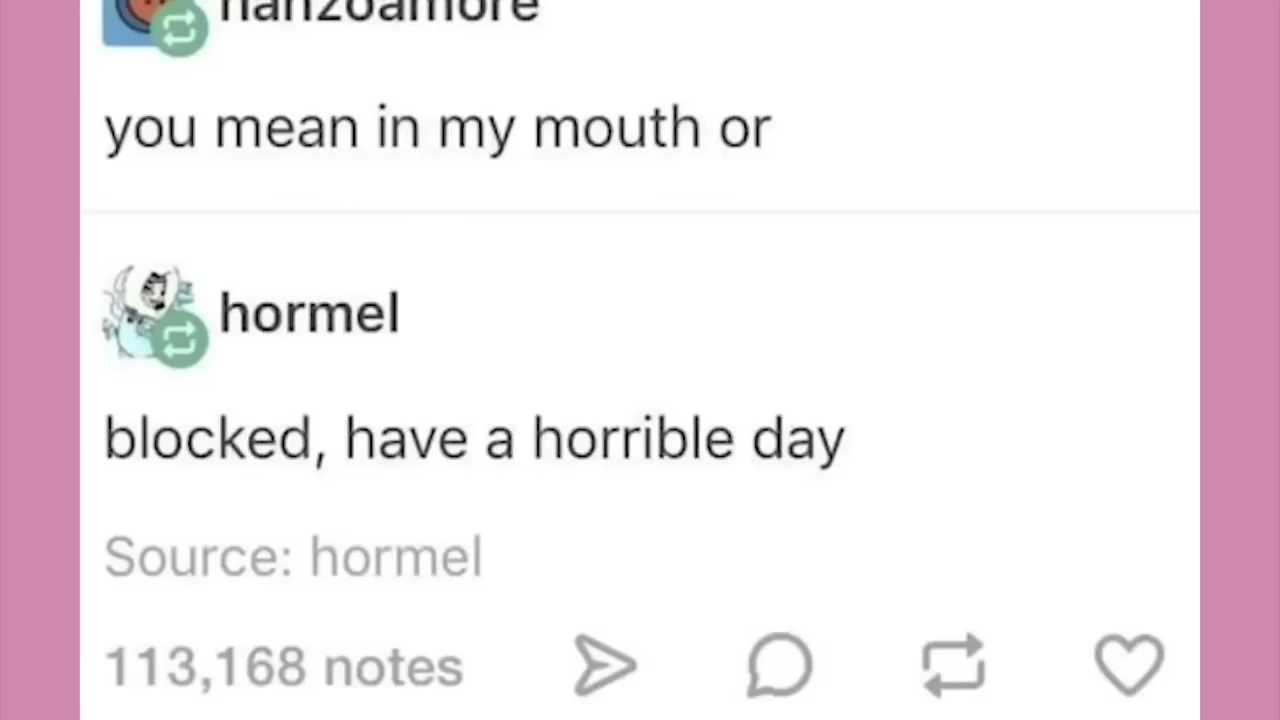 hanzoamore
you mean in my mouth or
hormel
blocked, have a horrible day
Source: hormel
113,168 notes